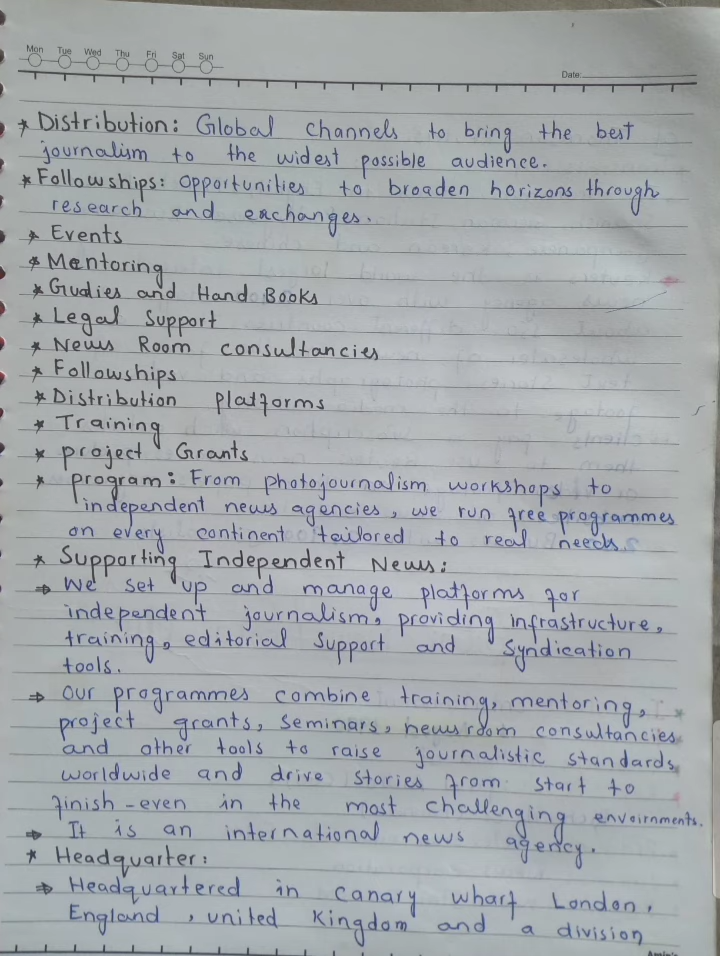 Mon Tue Wed Thu Fri Sat Sun
Date:
* Distribution: Global channels to bring the best
journalism to the widest possible audience.
* Followships: Opportunities to broaden horizons through
research and exchanges.
* Events
* Mentoring
* Gudies and Hand Books
* Legal Support
* News Room consultancies
* Followships
* Distribution platforms
* Training
* project Grants
* program: From photojournalism workshops to
independent news agencies, we run free programmes
on every continent tailored to real needs.
* Supporting Independent News:
⇒ We set up and manage platforms for
independent journalism, providing infrastructure,
training, editorial support and Syndication
tools.
⇒ Our programmes combine training, mentoring,
project grants, seminars, newsroom consultancies
and other tools to raise journalistic standards
worldwide and drive stories from start to
finish - even in the most challenging envoirnments.
⇒ It is an international news agency.
* Headquarter:
⇒ Headquartered in canary wharf London,
England, united Kingdom and a division